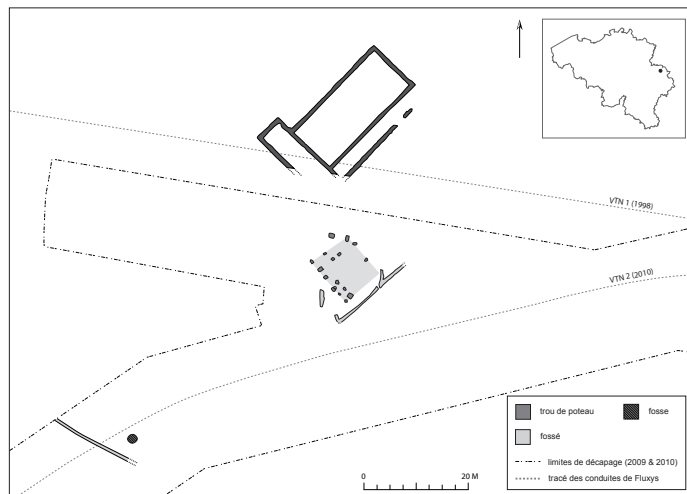 VTN 1 (1998)
VTN 2 (2010)
trou de poteau
fosse
fossé
limites de décapage (2009 & 2010)
tracé des conduites de Fluxys
0 20 M